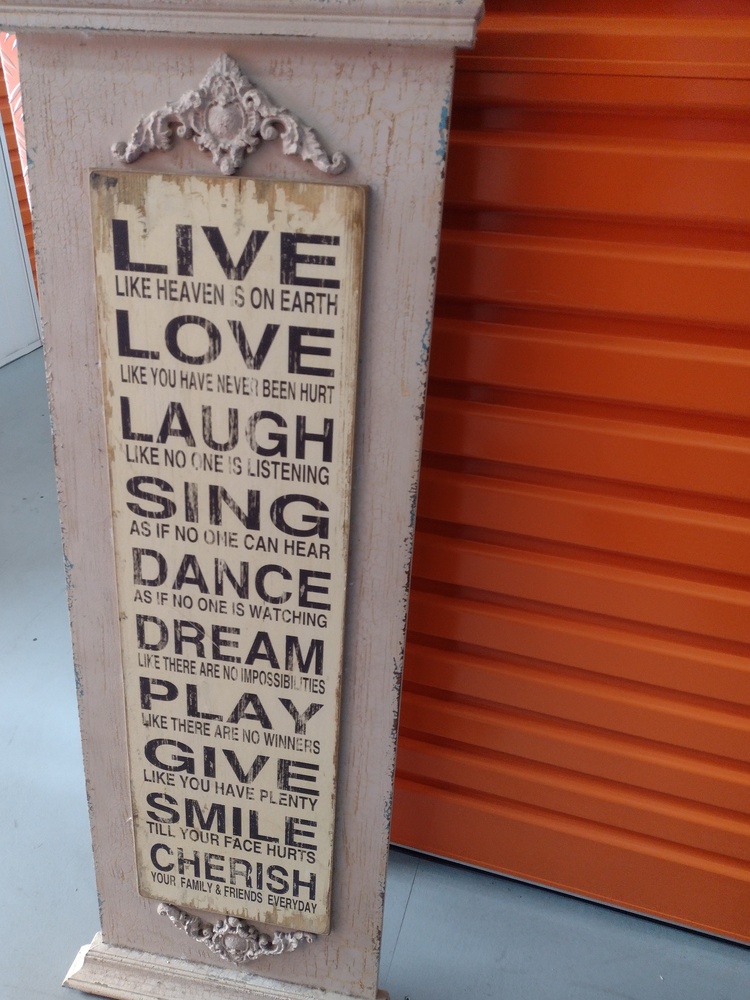 LIVE
LIKE HEAVEN IS ON EARTH
LOVE
LIKE YOU HAVE NEVER BEEN HURT
LAUGH
LIKE NO ONE IS LISTENING
SING
AS IF NO ONE CAN HEAR
DANCE
AS IF NO ONE IS WATCHING
DREAM
LIKE THERE ARE NO IMPOSSIBILITIES
PLAY
LIKE THERE ARE NO WINNERS
GIVE
LIKE YOU HAVE PLENTY
SMILE
TILL YOUR FACE HURTS
CHERISH
YOUR FAMILY & FRIENDS EVERYDAY